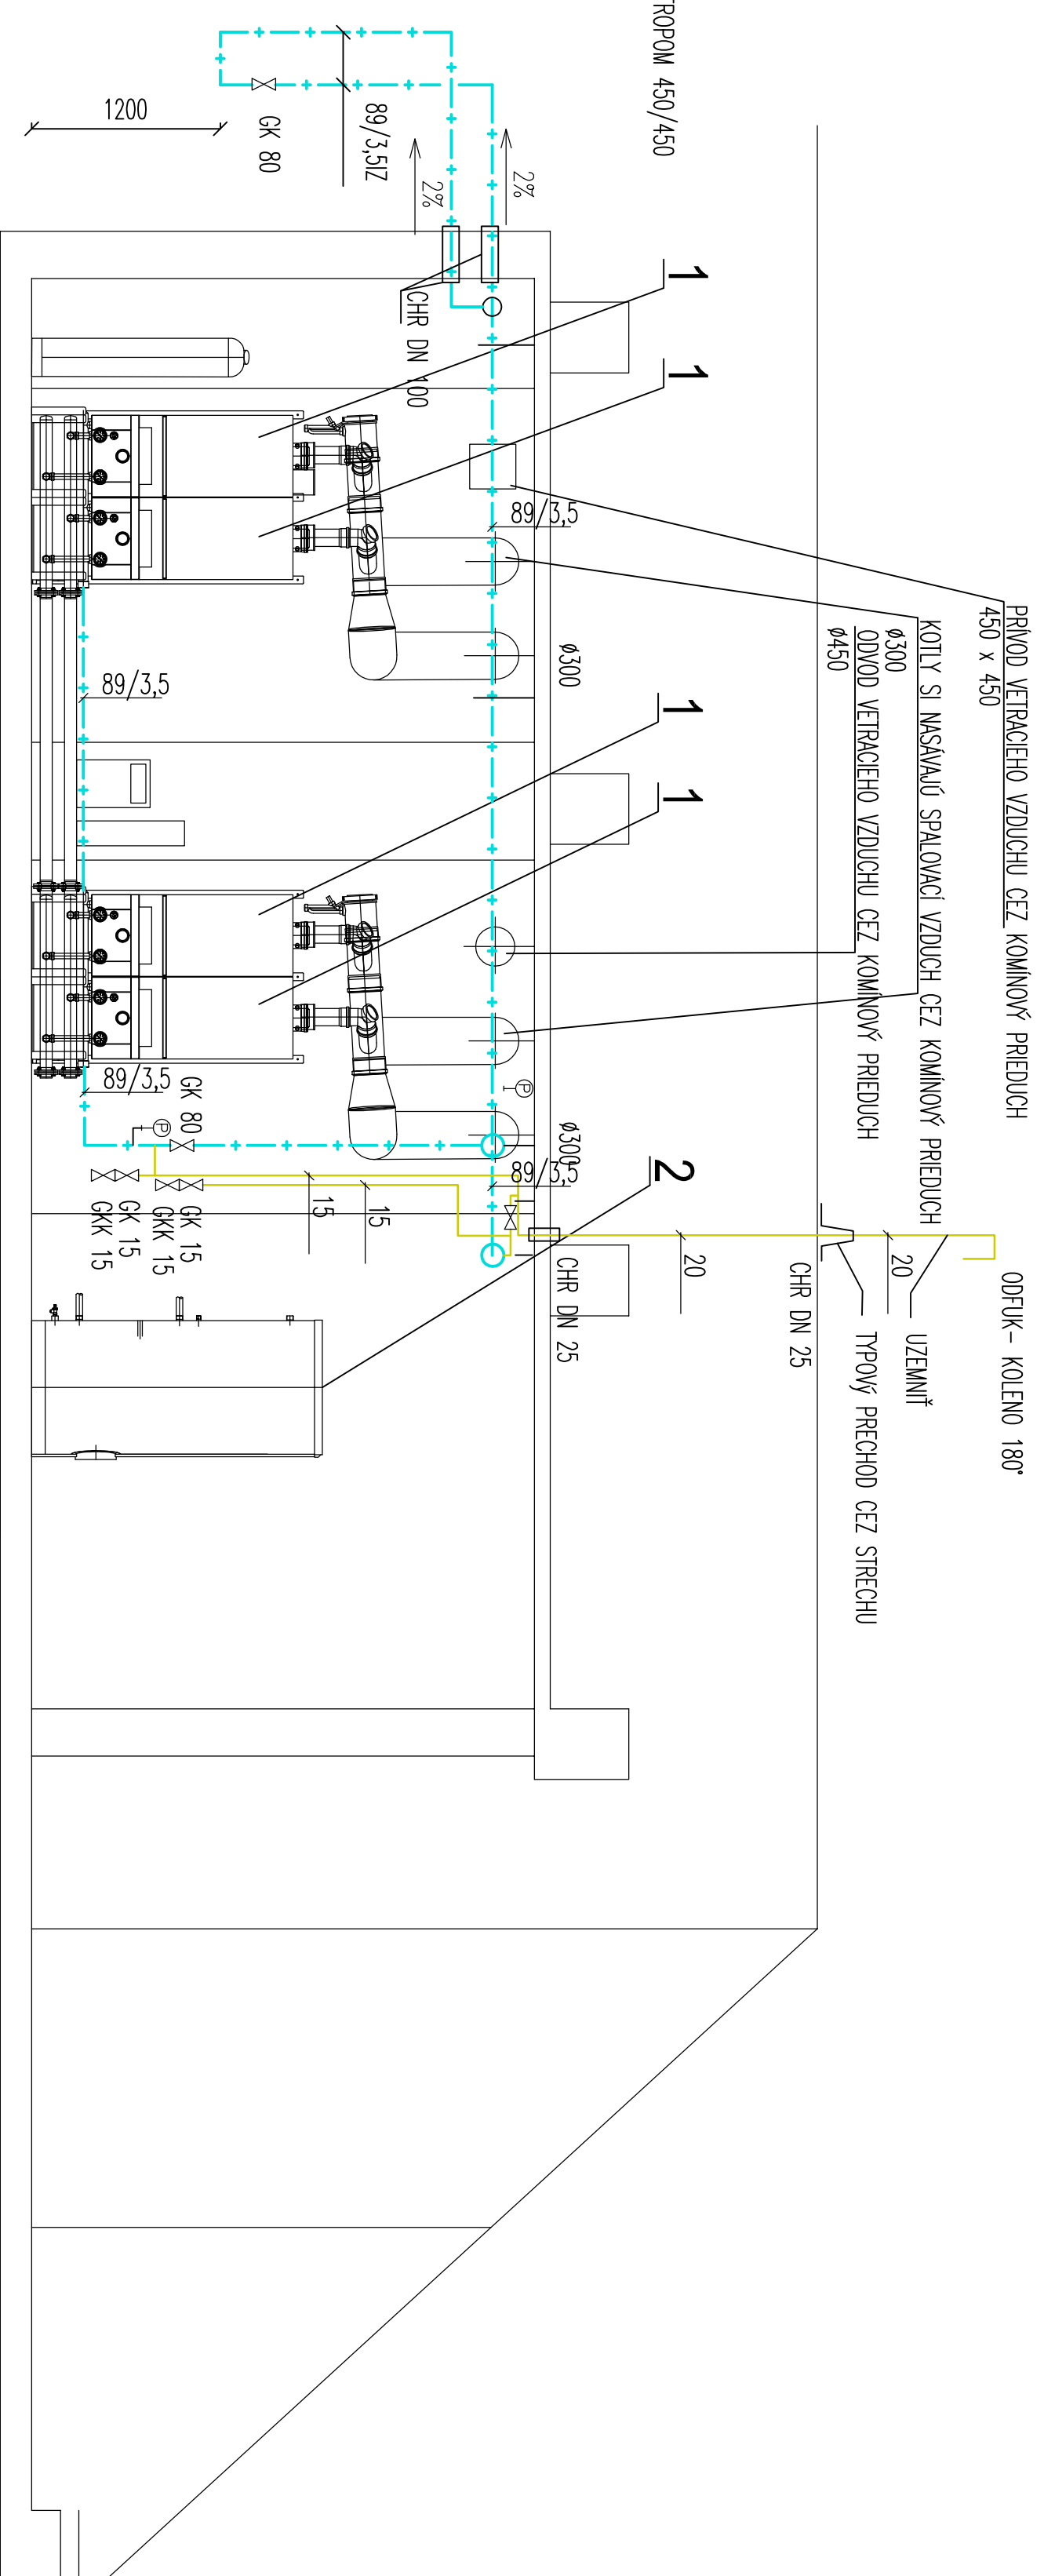 PRÍVOD VETRACIEHO VZDUCHU CEZ KOMÍNOVÝ PRIEDUCH
450 x 450
KOTLY SI NASÁVAJÚ SPALOVACÍ VZDUCH CEZ KOMÍNOVÝ PRIEDUCH
ø300
ODVOD VETRACIEHO VZDUCHU CEZ KOMÍNOVÝ PRIEDUCH
ø450
ODFUK- KOLENO 180°
UZEMNIŤ
20
TYPOVÝ PRECHOD CEZ STRECHU
CHR DN 25
TROPOM 450/450
1
1
1
1
2
20
ø300
ø300
CHR DN 25
2%
2%
89/3,5
89/3,5
CHR DN 100
89/3,5IZ
P
15
15
GK 80
1200
89/3,5
89/3,5
GK 80
P
GK 15
GKK 15
GK 15
GKK 15